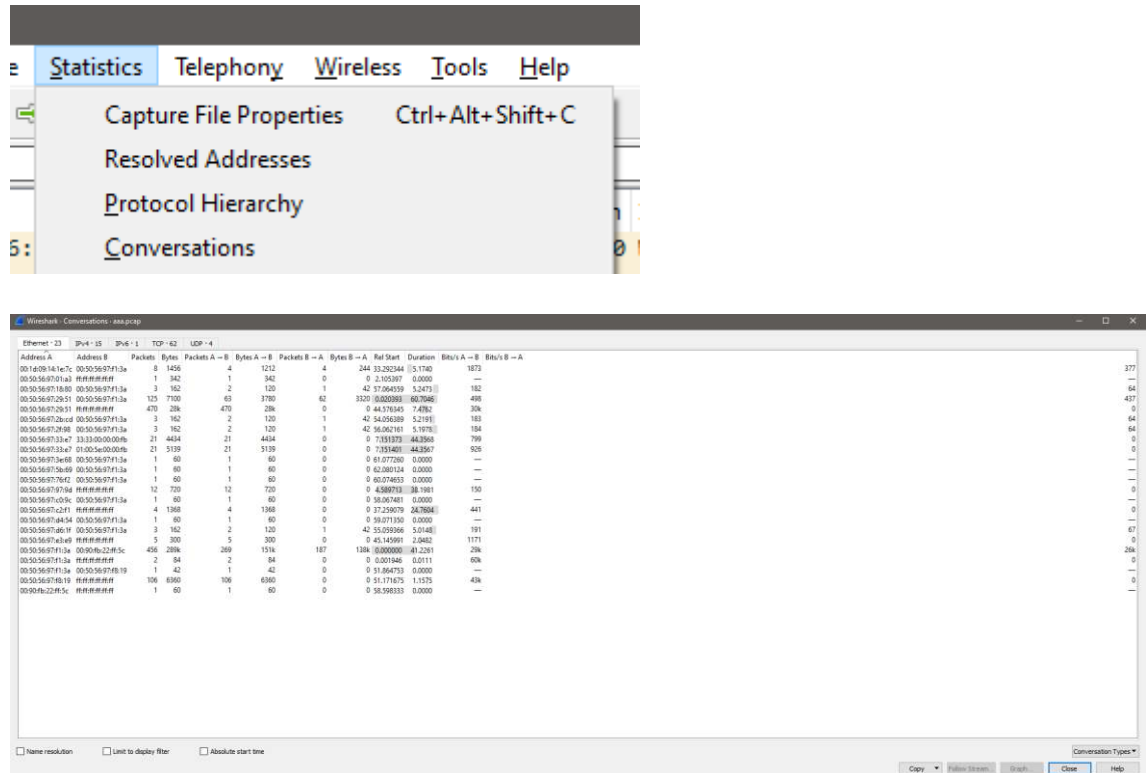 e Statistics Telephony Wireless Tools Help
Capture File Properties Ctrl+Alt+Shift+C
Resolved Addresses
Protocol Hierarchy
6: Conversations 0
Wireshark · Conversations · aaa.pcap
Ethernet · 23 IPv4 · 15 IPv6 · 1 TCP · 62 UDP · 4
Address A Address B Packets Bytes Packets A → B Bytes A → B Packets B → A Bytes B → A Rel Start Duration Bits/s A → B Bits/s B → A
00:1d:09:14:1e:7c 00:50:56:97:f1:3a 8 1456 4 1212 4 244 33.292344 5.1740 1873 377
00:50:56:97:01:a3 ff:ff:ff:ff:ff:ff 1 342 1 342 0 0 2.105397 0.0000 — —
00:50:56:97:18:80 00:50:56:97:f1:3a 3 162 2 120 1 42 57.064559 5.2473 182 64
00:50:56:97:29:51 00:50:56:97:f1:3a 125 7100 63 3780 62 3320 0.020393 60.7046 498 437
00:50:56:97:29:51 ff:ff:ff:ff:ff:ff 470 28k 470 28k 0 0 44.576345 7.4762 30k 0
00:50:56:97:2b:cd 00:50:56:97:f1:3a 3 162 2 120 1 42 54.056389 5.2191 183 64
00:50:56:97:2f:98 00:50:56:97:f1:3a 3 162 2 120 1 42 56.062161 5.1978 184 64
00:50:56:97:33:e7 33:33:00:00:00:fb 21 4434 21 4434 0 0 7.151373 44.3568 799 0
00:50:56:97:33:e7 01:00:5e:00:00:fb 21 5139 21 5139 0 0 7.151401 44.3567 926 0
00:50:56:97:3e:68 00:50:56:97:f1:3a 1 60 1 60 0 0 61.077260 0.0000 — —
00:50:56:97:5b:69 00:50:56:97:f1:3a 1 60 1 60 0 0 62.080124 0.0000 — —
00:50:56:97:76:f2 00:50:56:97:f1:3a 1 60 1 60 0 0 60.074653 0.0000 — —
00:50:56:97:97:9d ff:ff:ff:ff:ff:ff 12 720 12 720 0 0 4.589713 38.1981 150 0
00:50:56:97:c0:9c 00:50:56:97:f1:3a 1 60 1 60 0 0 58.067481 0.0000 — —
00:50:56:97:c2:f1 ff:ff:ff:ff:ff:ff 4 1368 4 1368 0 0 37.259079 24.7604 441 0
00:50:56:97:d4:54 00:50:56:97:f1:3a 1 60 1 60 0 0 59.071350 0.0000 — —
00:50:56:97:d6:1f 00:50:56:97:f1:3a 3 162 2 120 1 42 55.059366 5.0148 191 67
00:50:56:97:e3:e9 ff:ff:ff:ff:ff:ff 5 300 5 300 0 0 45.145991 2.0482 1171 0
00:50:56:97:f1:3a 00:90:fb:22:ff:5c 456 289k 269 151k 187 138k 0.000000 41.2261 29k 26k
00:50:56:97:f1:3a ff:ff:ff:ff:ff:ff 2 84 2 84 0 0 0.001946 0.0111 60k 0
00:50:56:97:f1:3a 00:50:56:97:f8:19 1 42 1 42 0 0 51.864753 0.0000 — —
00:50:56:97:f8:19 ff:ff:ff:ff:ff:ff 106 6360 106 6360 0 0 51.171675 1.1575 43k 0
00:90:fb:22:ff:5c ff:ff:ff:ff:ff:ff 1 60 1 60 0 0 58.598333 0.0000 — —
Name resolution Limit to display filter Absolute start time Conversation Types
Copy Follow Stream... Graph... Close Help